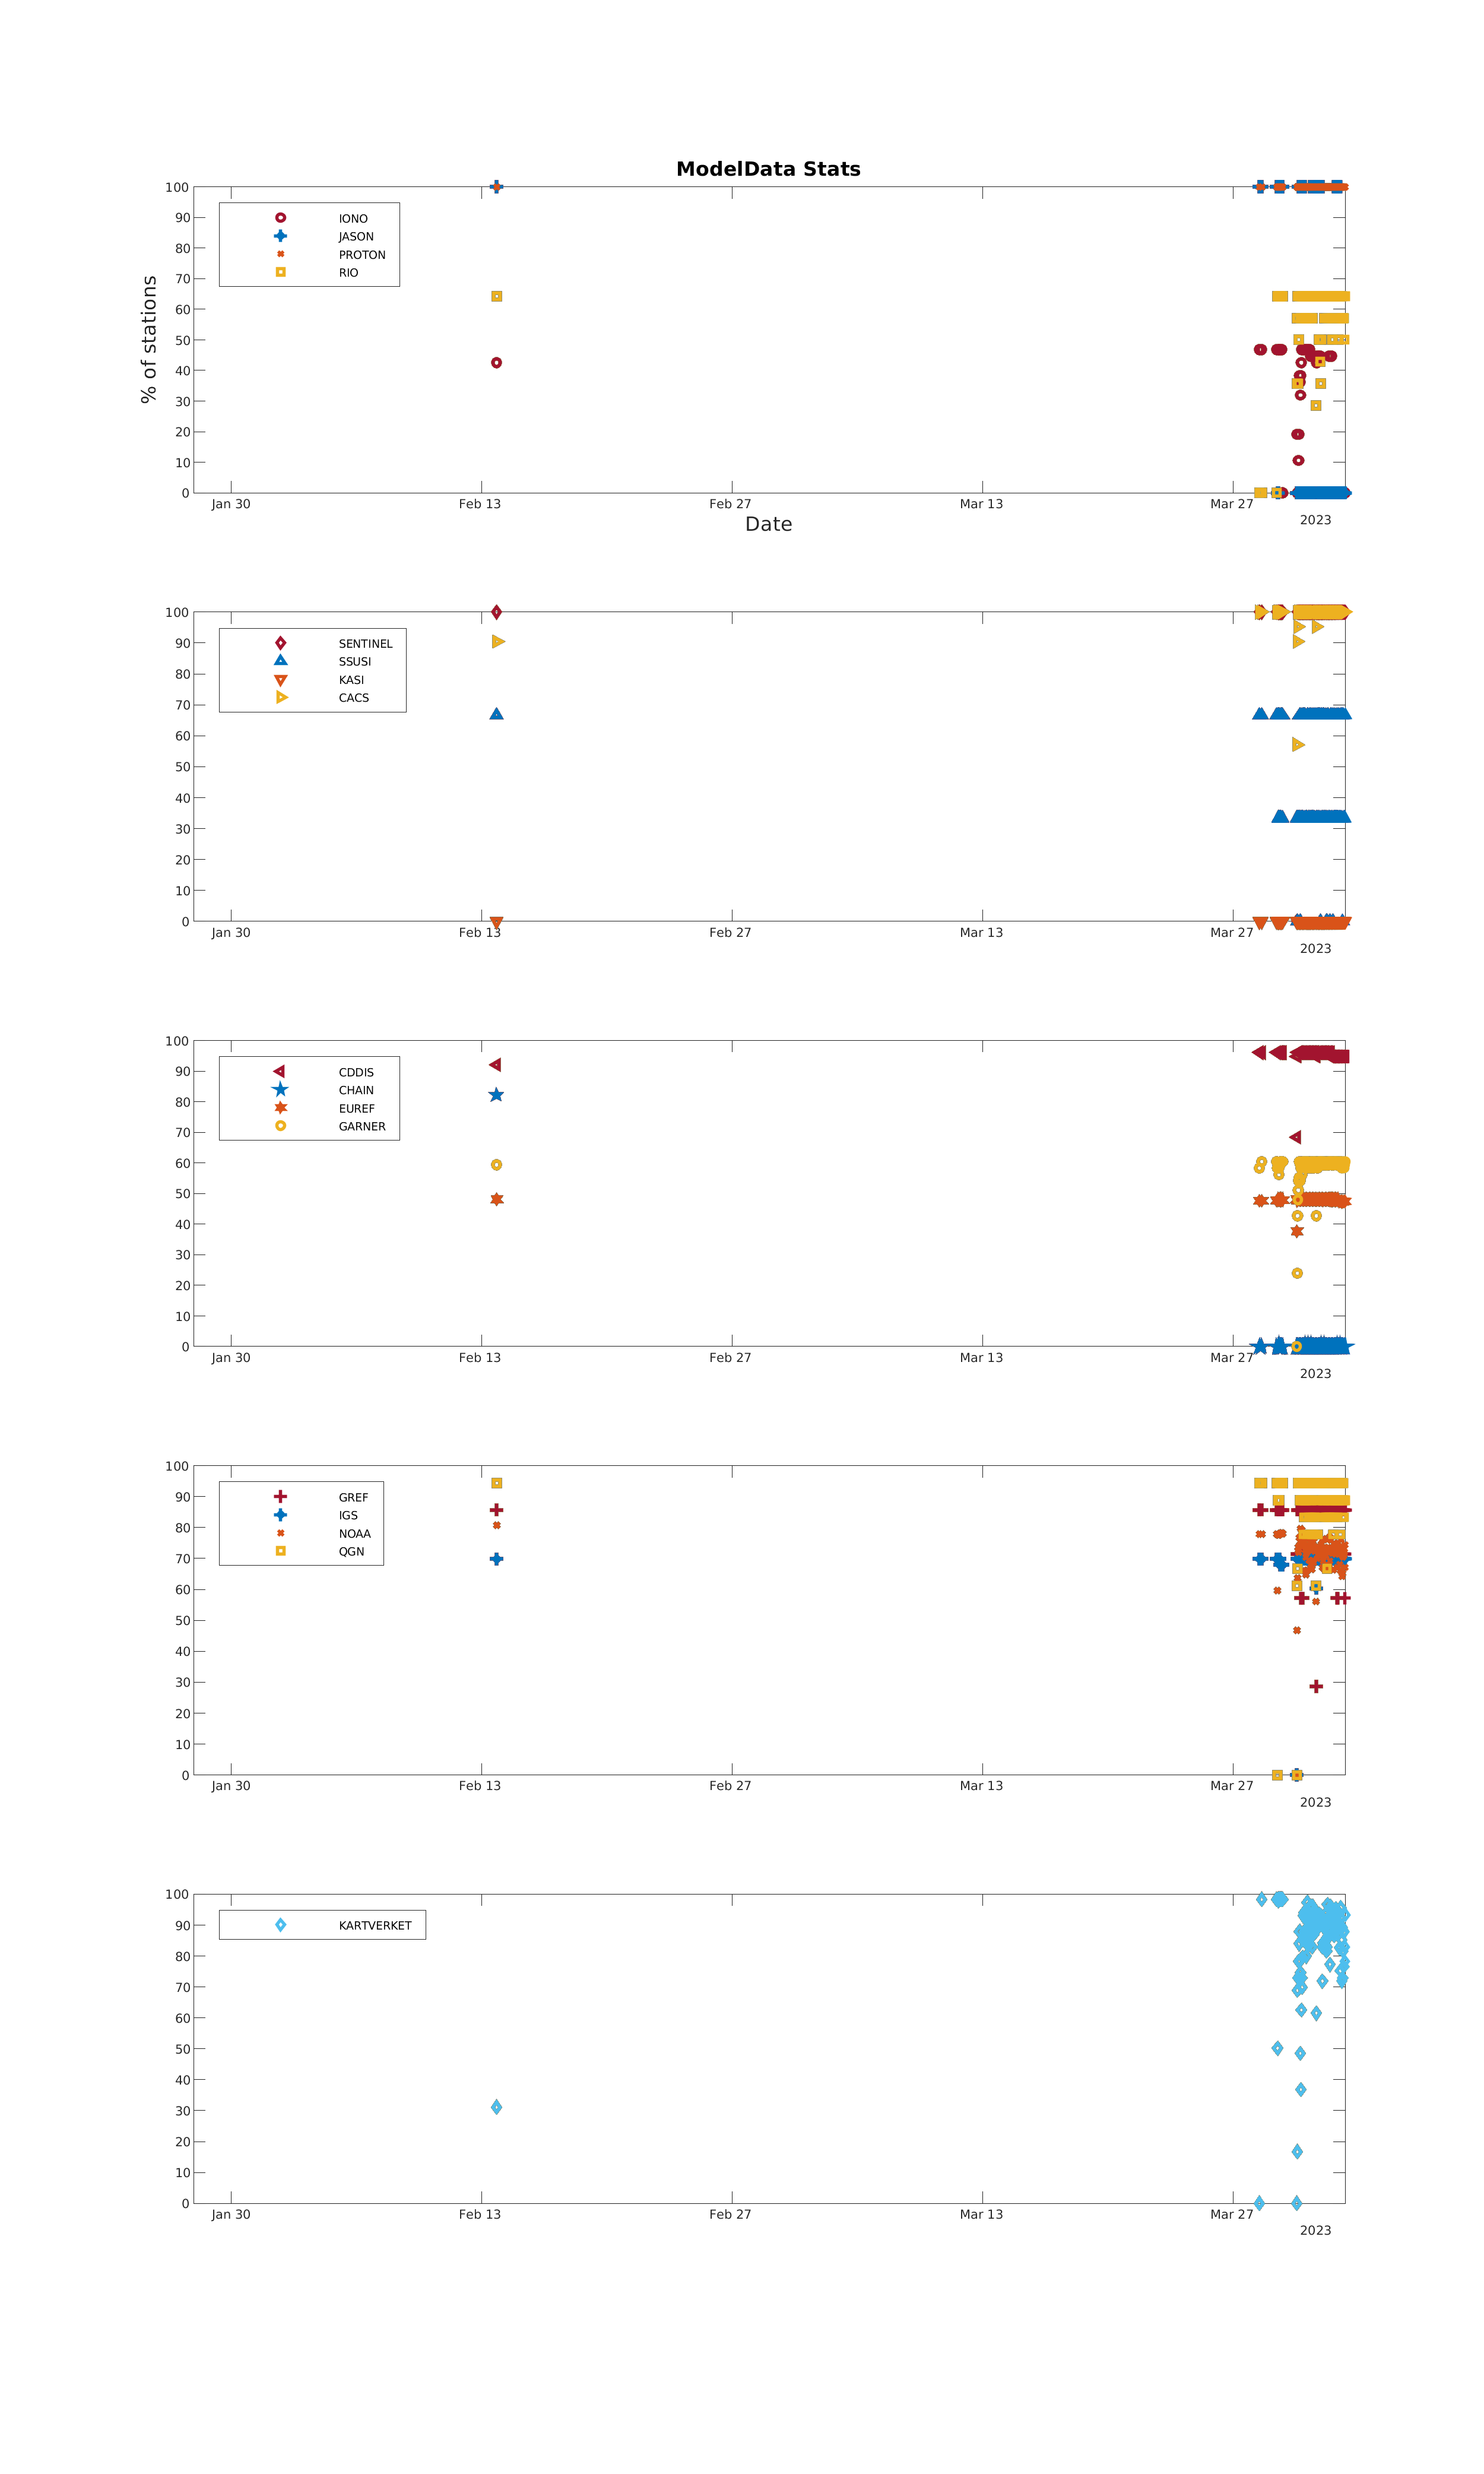 ModelData Stats
100
90
80
70
60
50
40
30
20
10
0
% of stations
IONO
JASON
PROTON
RIO
Jan 30
Feb 13
Feb 27
Mar 13
Mar 27
2023
Date
100
90
80
70
60
50
40
30
20
10
0
SENTINEL
SSUSI
KASI
CACS
Jan 30
Feb 13
Feb 27
Mar 13
Mar 27
2023
100
90
80
70
60
50
40
30
20
10
0
CDDIS
CHAIN
EUREF
GARNER
Jan 30
Feb 13
Feb 27
Mar 13
Mar 27
2023
100
90
80
70
60
50
40
30
20
10
0
GREF
IGS
NOAA
QGN
Jan 30
Feb 13
Feb 27
Mar 13
Mar 27
2023
100
90
80
70
60
50
40
30
20
10
0
KARTVERKET
Jan 30
Feb 13
Feb 27
Mar 13
Mar 27
2023